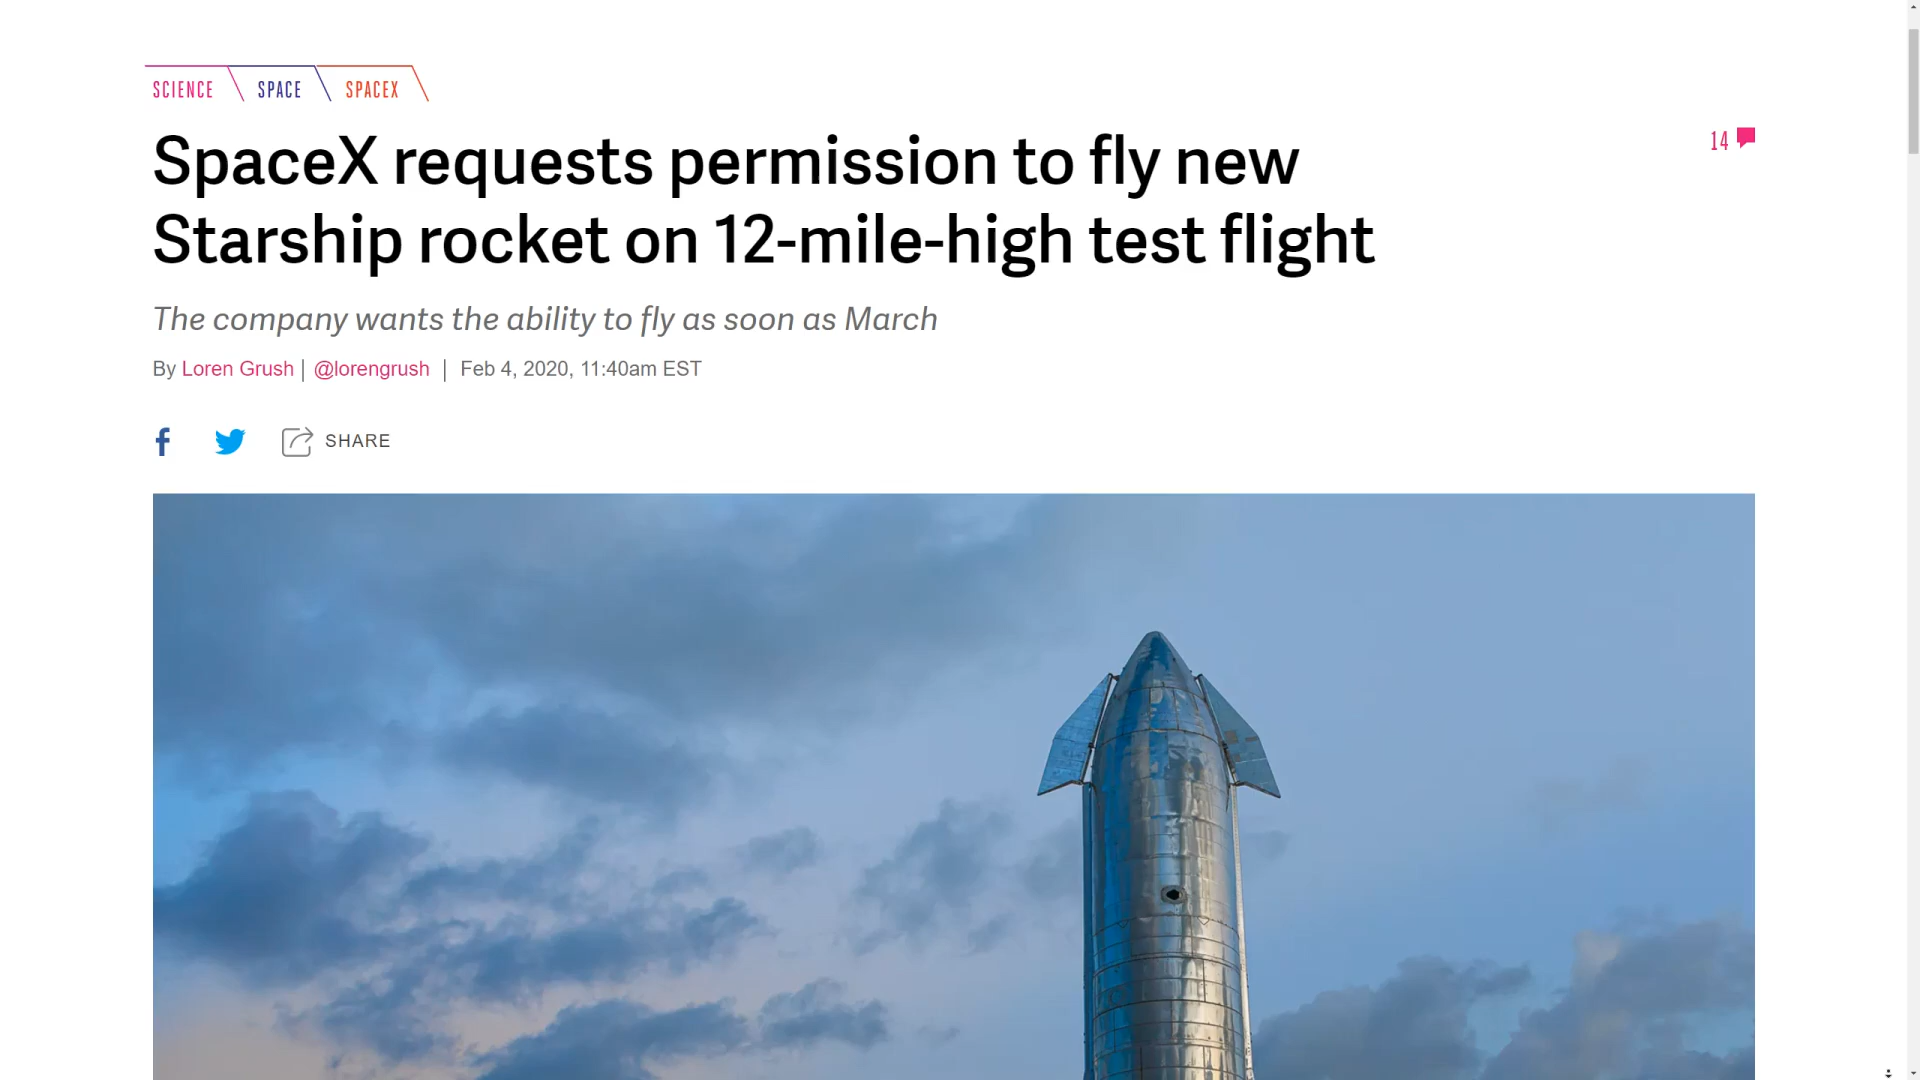 SCIENCE SPACE SPACEX
SpaceX requests permission to fly new
Starship rocket on 12-mile-high test flight
14
The company wants the ability to fly as soon as March
By Loren Grush | @lorengrush | Feb 4, 2020, 11:40am EST
SHARE